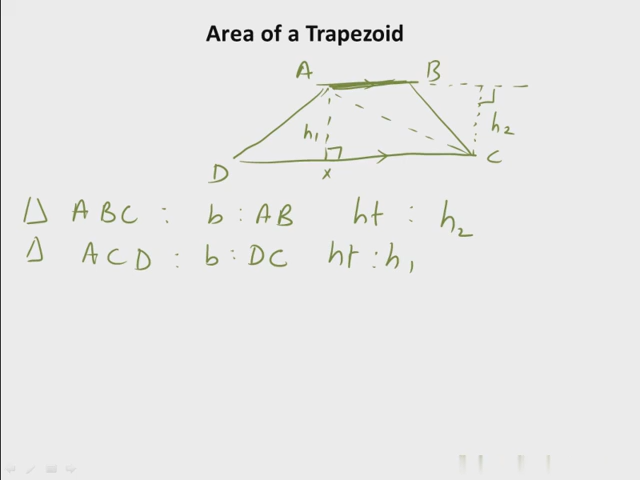 Area of a Trapezoid
A B
h₁ h₂
D x C
△ ABC : b : AB ht : h₂
△ ACD : b : DC ht : h₁